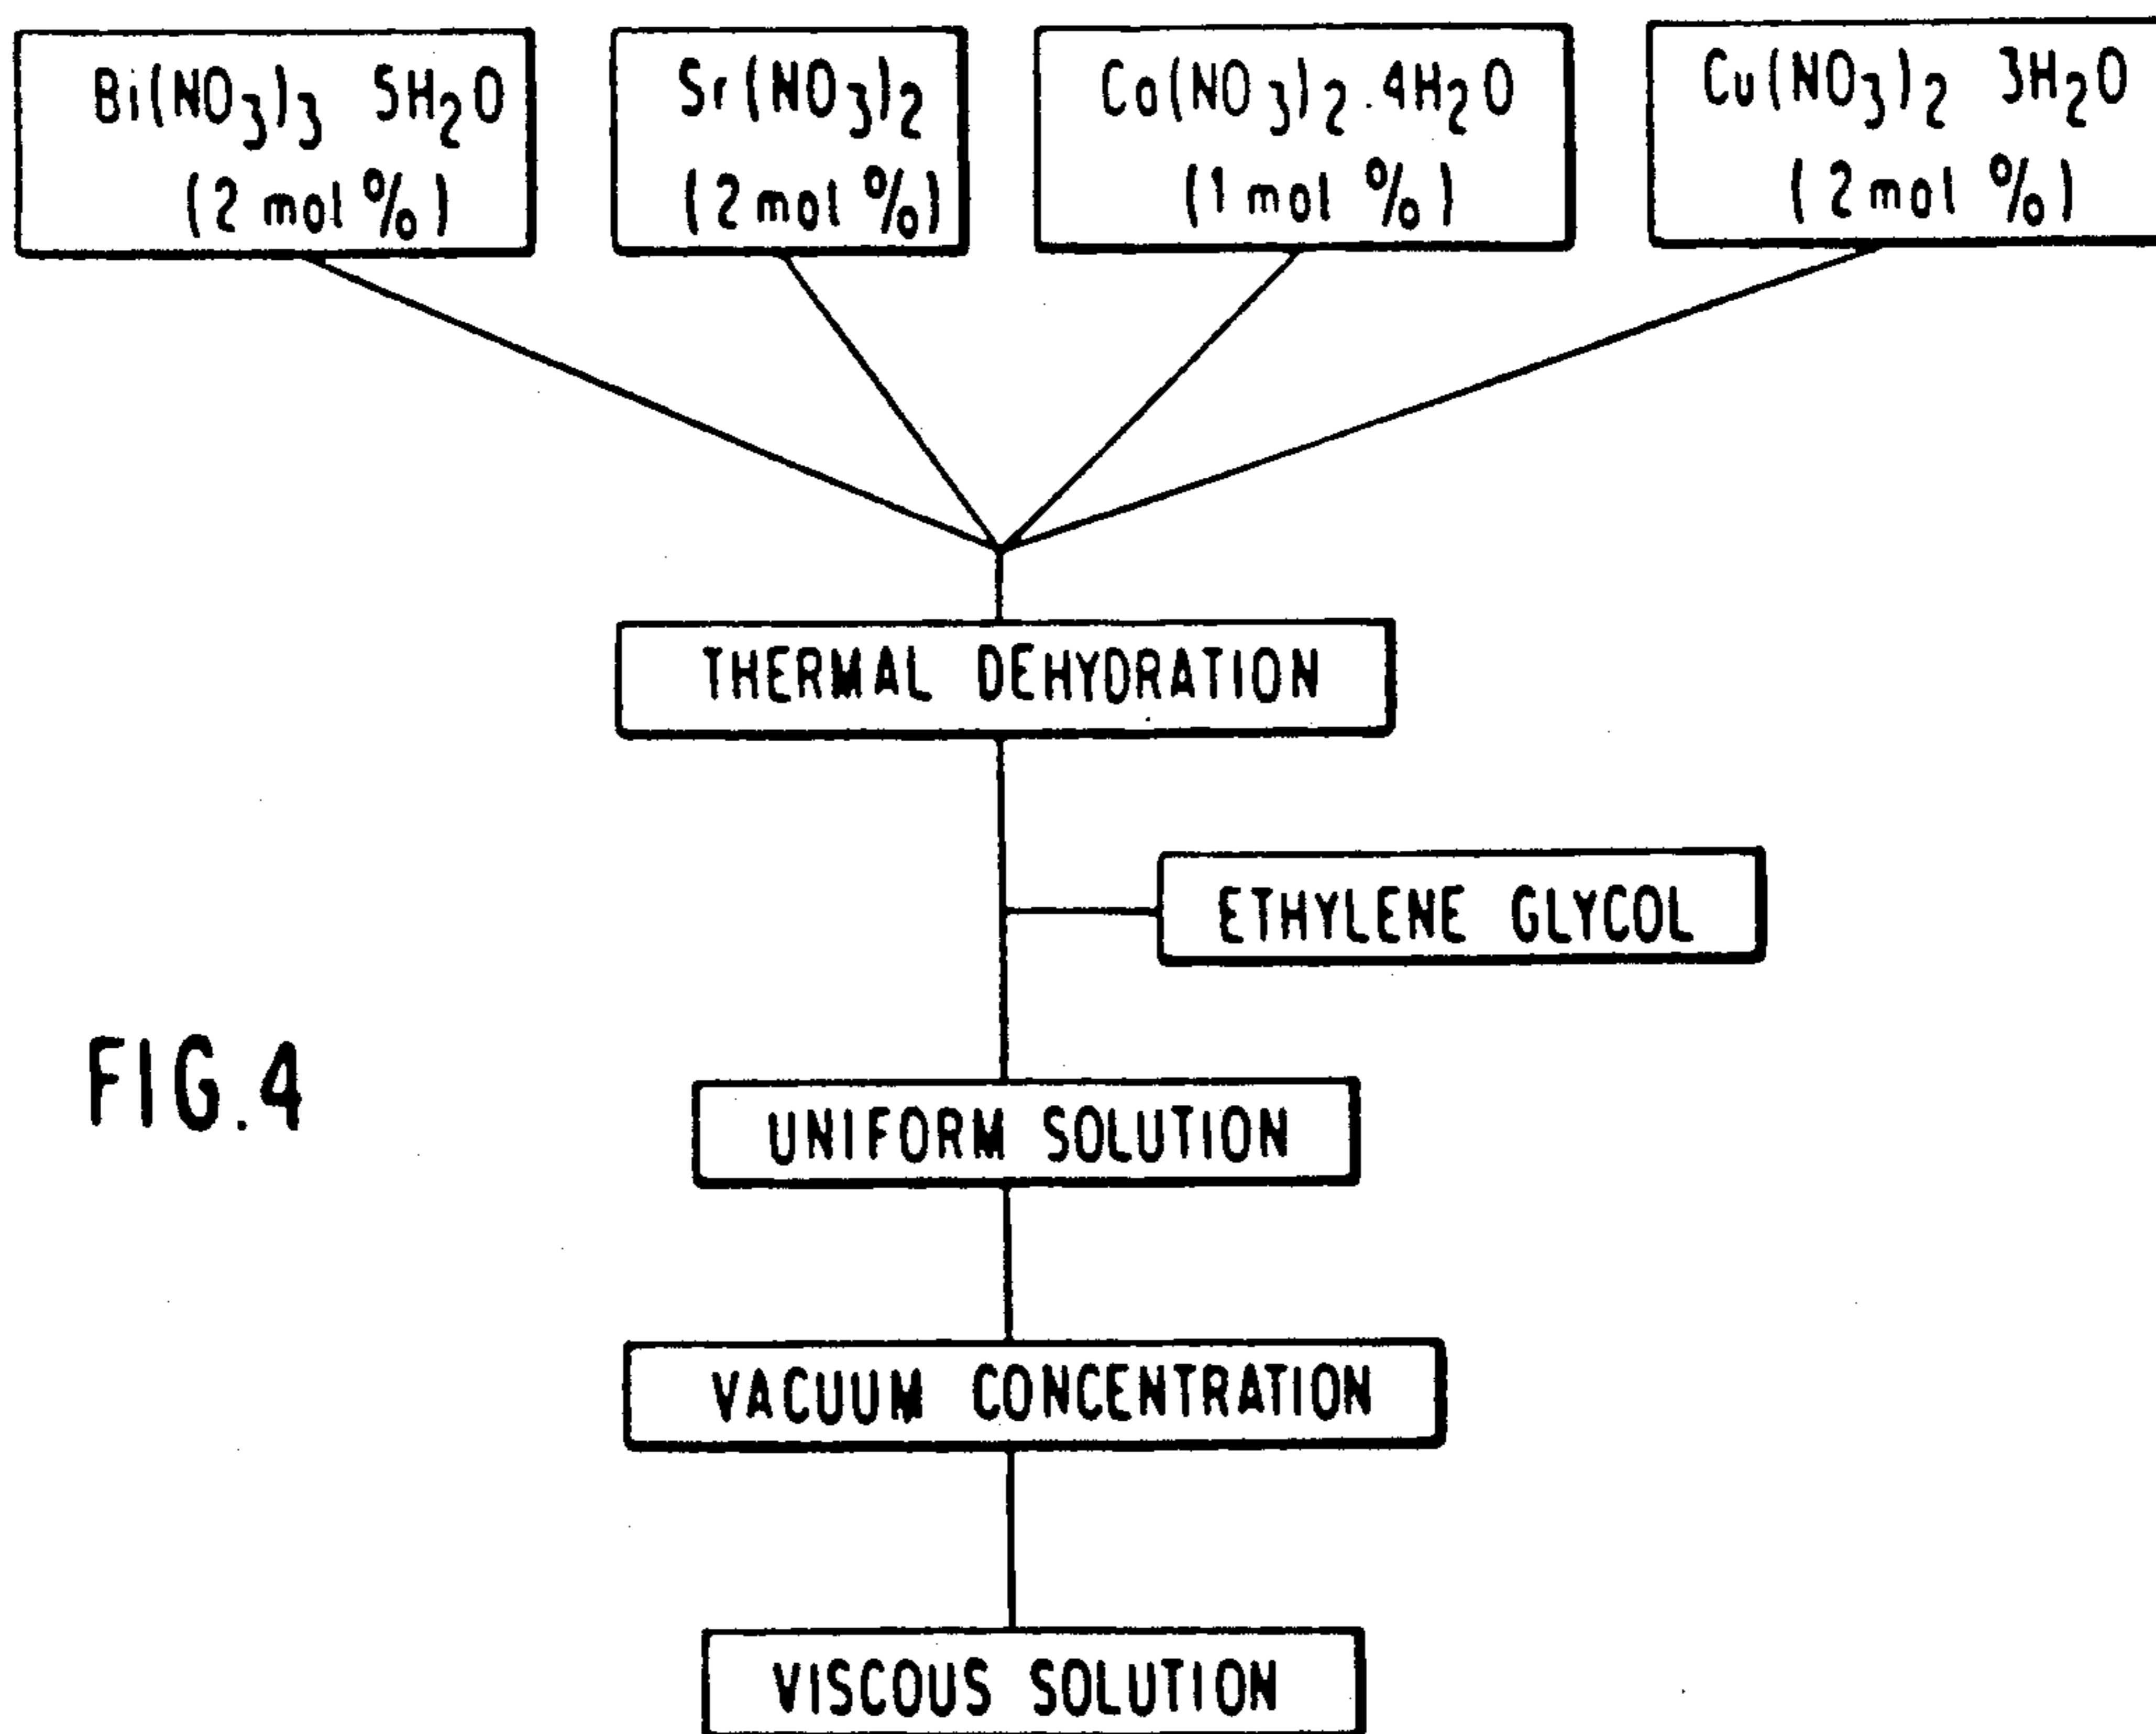 Bi(NO3)3 5H2O
(2 mol %)
Sr(NO3)2
(2 mol %)
Ca(NO3)2.4H2O
(1 mol %)
Cu(NO3)2 3H2O
(2 mol %)
THERMAL DEHYDRATION
ETHYLENE GLYCOL
FIG.4
UNIFORM SOLUTION
VACUUM CONCENTRATION
VISCOUS SOLUTION